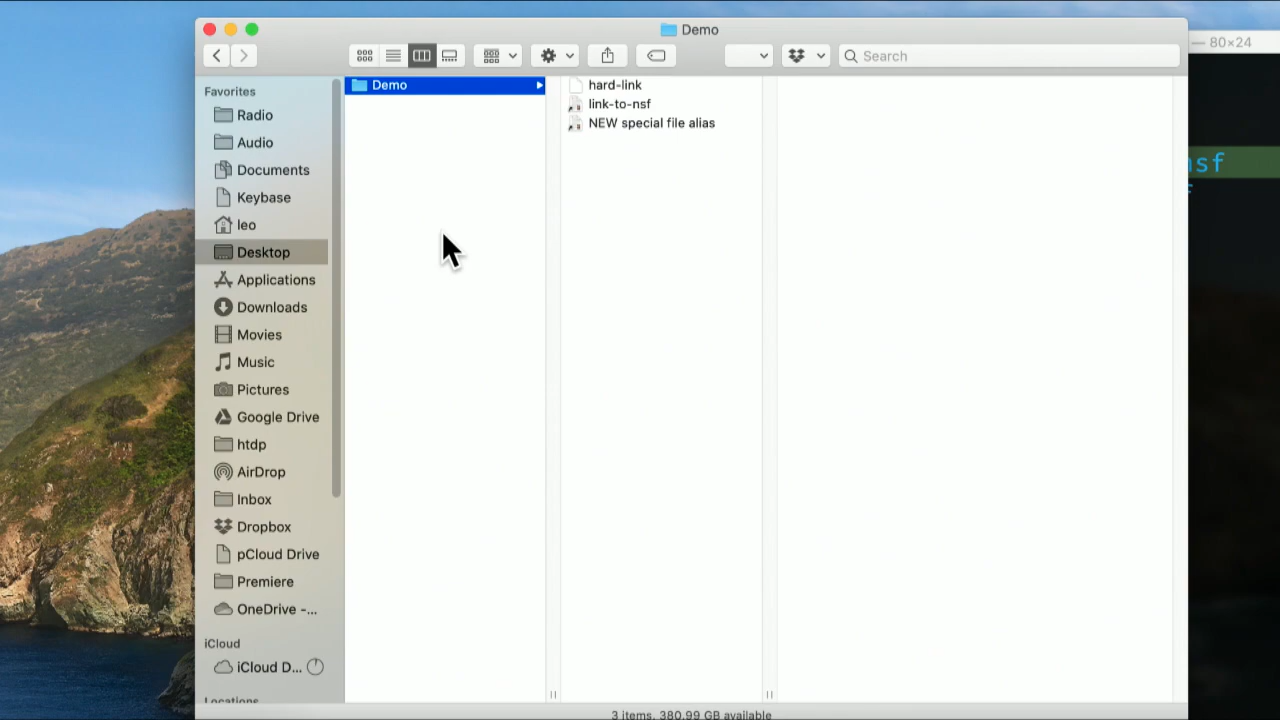 Demo
— 80×24
Search
Favorites
Radio
Audio
Documents
Keybase
leo
Desktop
Applications
Downloads
Movies
Music
Pictures
Google Drive
htdp
AirDrop
Inbox
Dropbox
pCloud Drive
Premiere
OneDrive -...
iCloud
iCloud D...
Locations
Demo
hard-link
link-to-nsf
NEW special file alias
nsf
f
3 items, 380.99 GB available